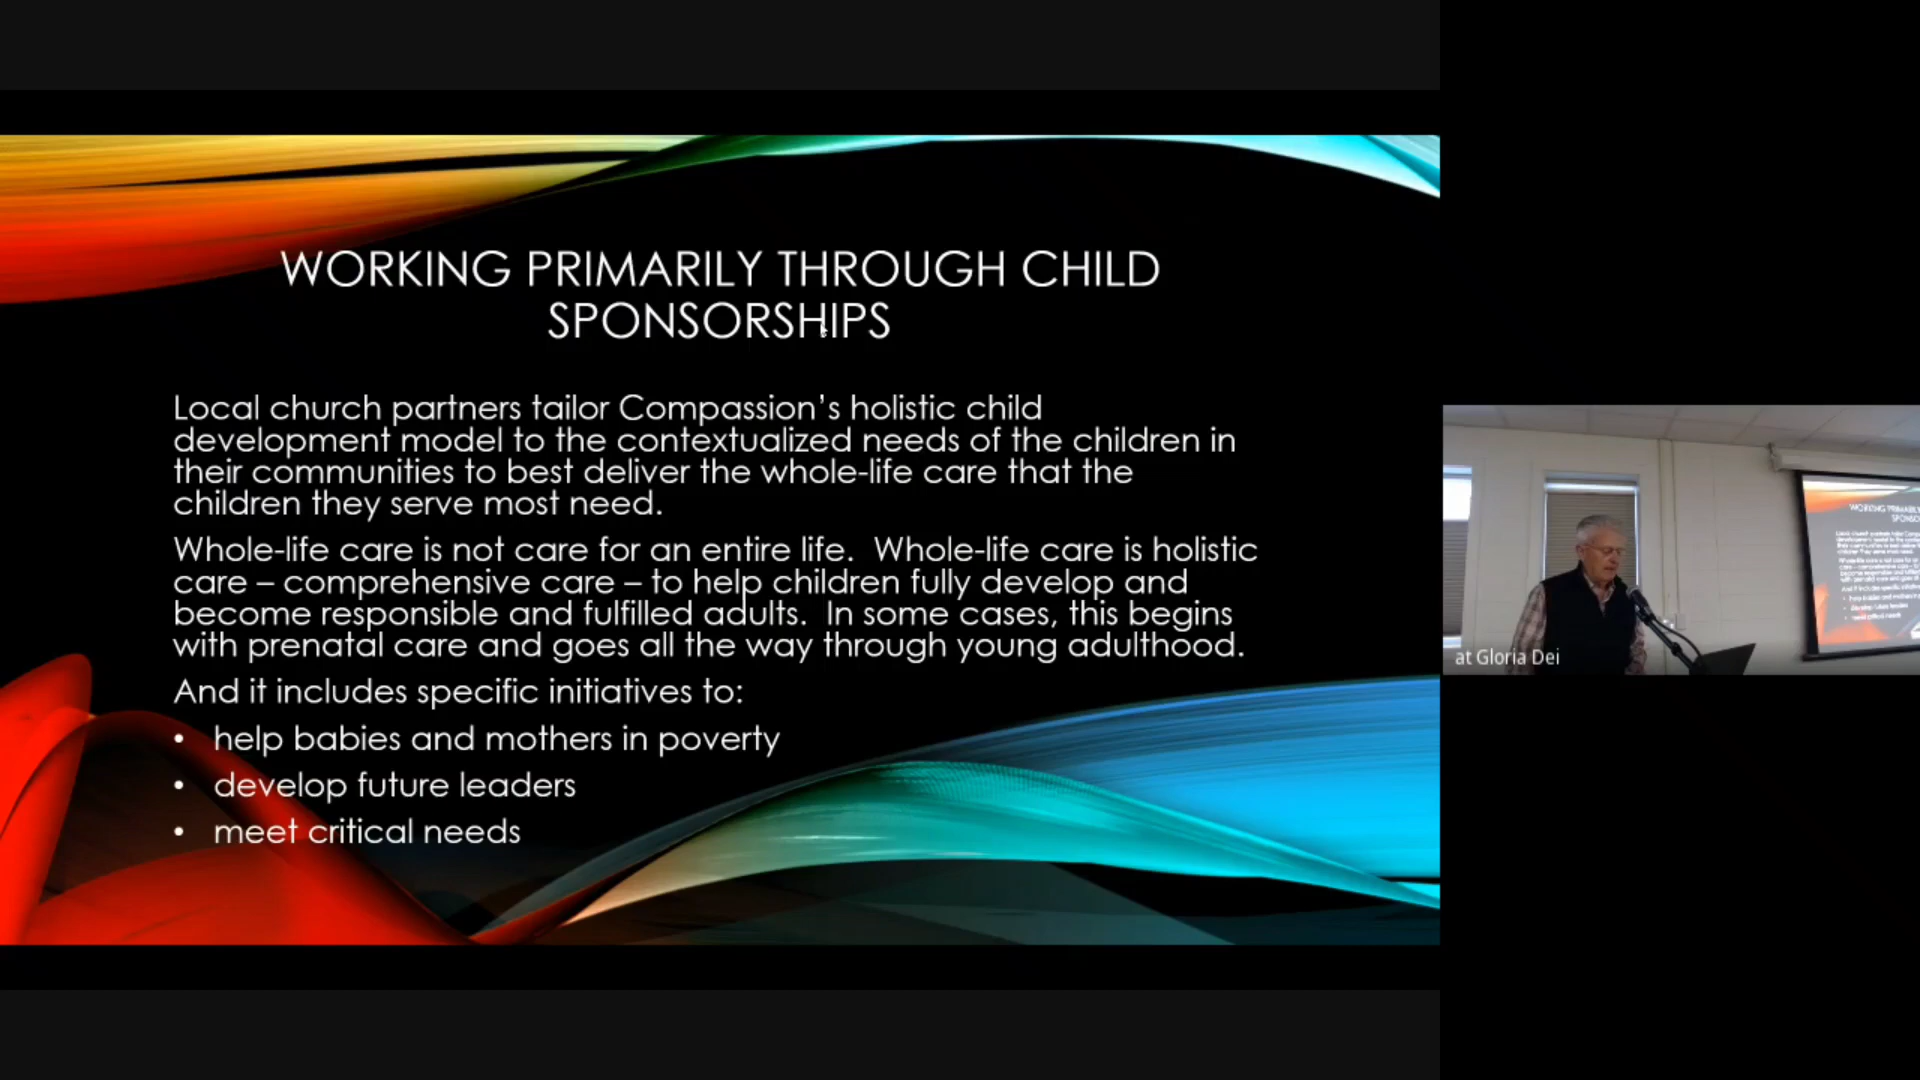 WORKING PRIMARILY THROUGH CHILD
SPONSORSHIPS
Local church partners tailor Compassion’s holistic child
development model to the contextualized needs of the children in
their communities to best deliver the whole-life care that the
children they serve most need.
Whole-life care is not care for an entire life.  Whole-life care is holistic
care – comprehensive care – to help children fully develop and
become responsible and fulfilled adults.  In some cases, this begins
with prenatal care and goes all the way through young adulthood.
And it includes specific initiatives to:
• help babies and mothers in poverty
• develop future leaders
• meet critical needs
at Gloria Dei